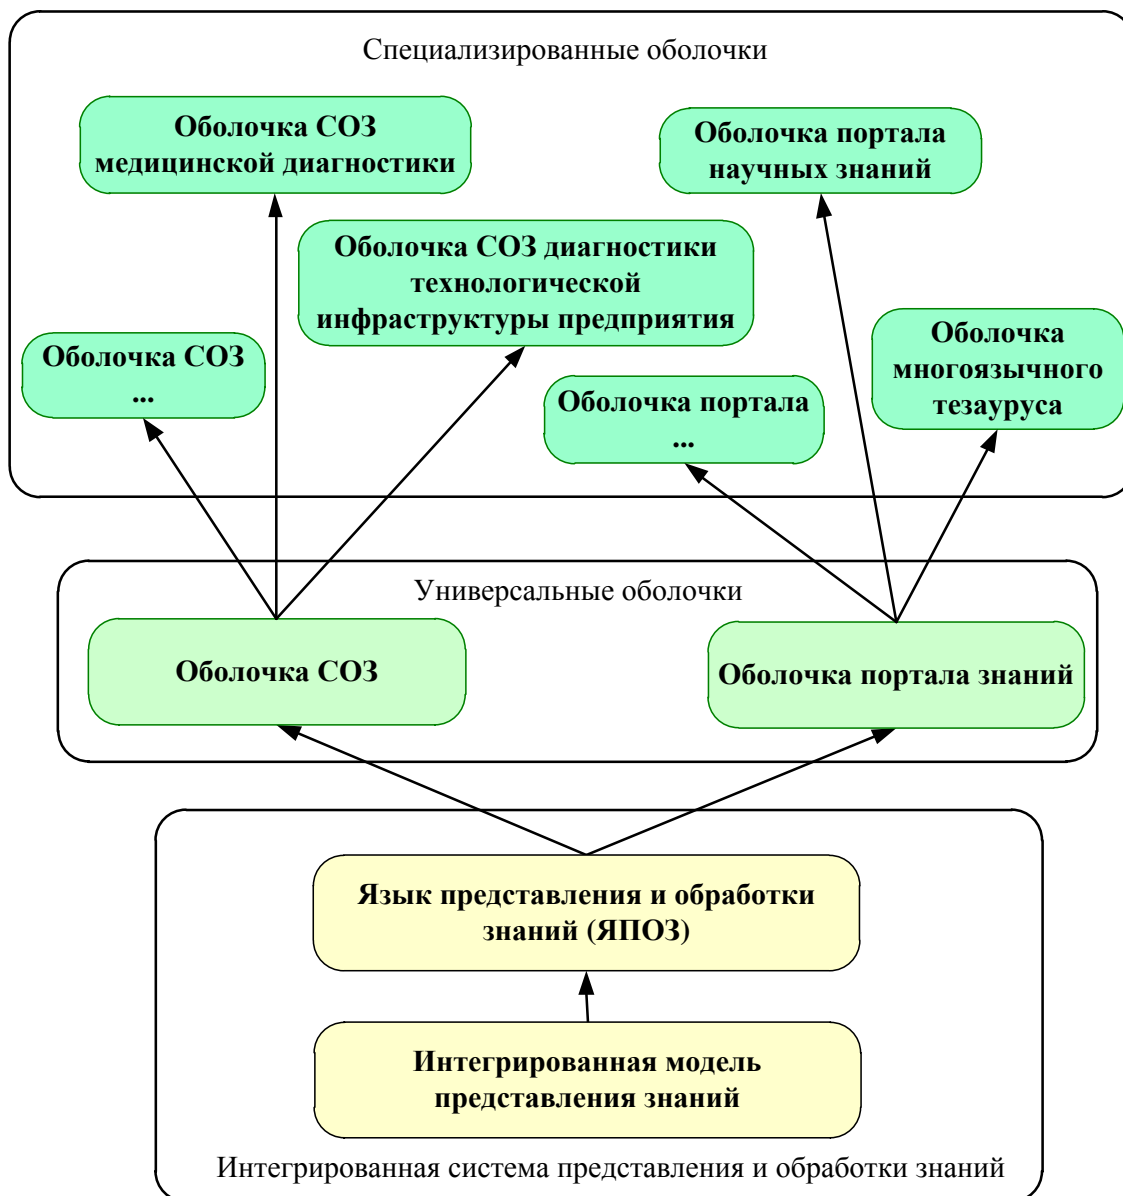 Специализированные оболочки
Оболочка СОЗ
медицинской диагностики
Оболочка портала
научных знаний
Оболочка СОЗ диагностики
технологической
инфраструктуры предприятия
Оболочка СОЗ
...
Оболочка портала
...
Оболочка
многоязычного
тезауруса
Универсальные оболочки
Оболочка СОЗ
Оболочка портала знаний
Язык представления и обработки
знаний (ЯПОЗ)
Интегрированная модель
представления знаний
Интегрированная система представления и обработки знаний